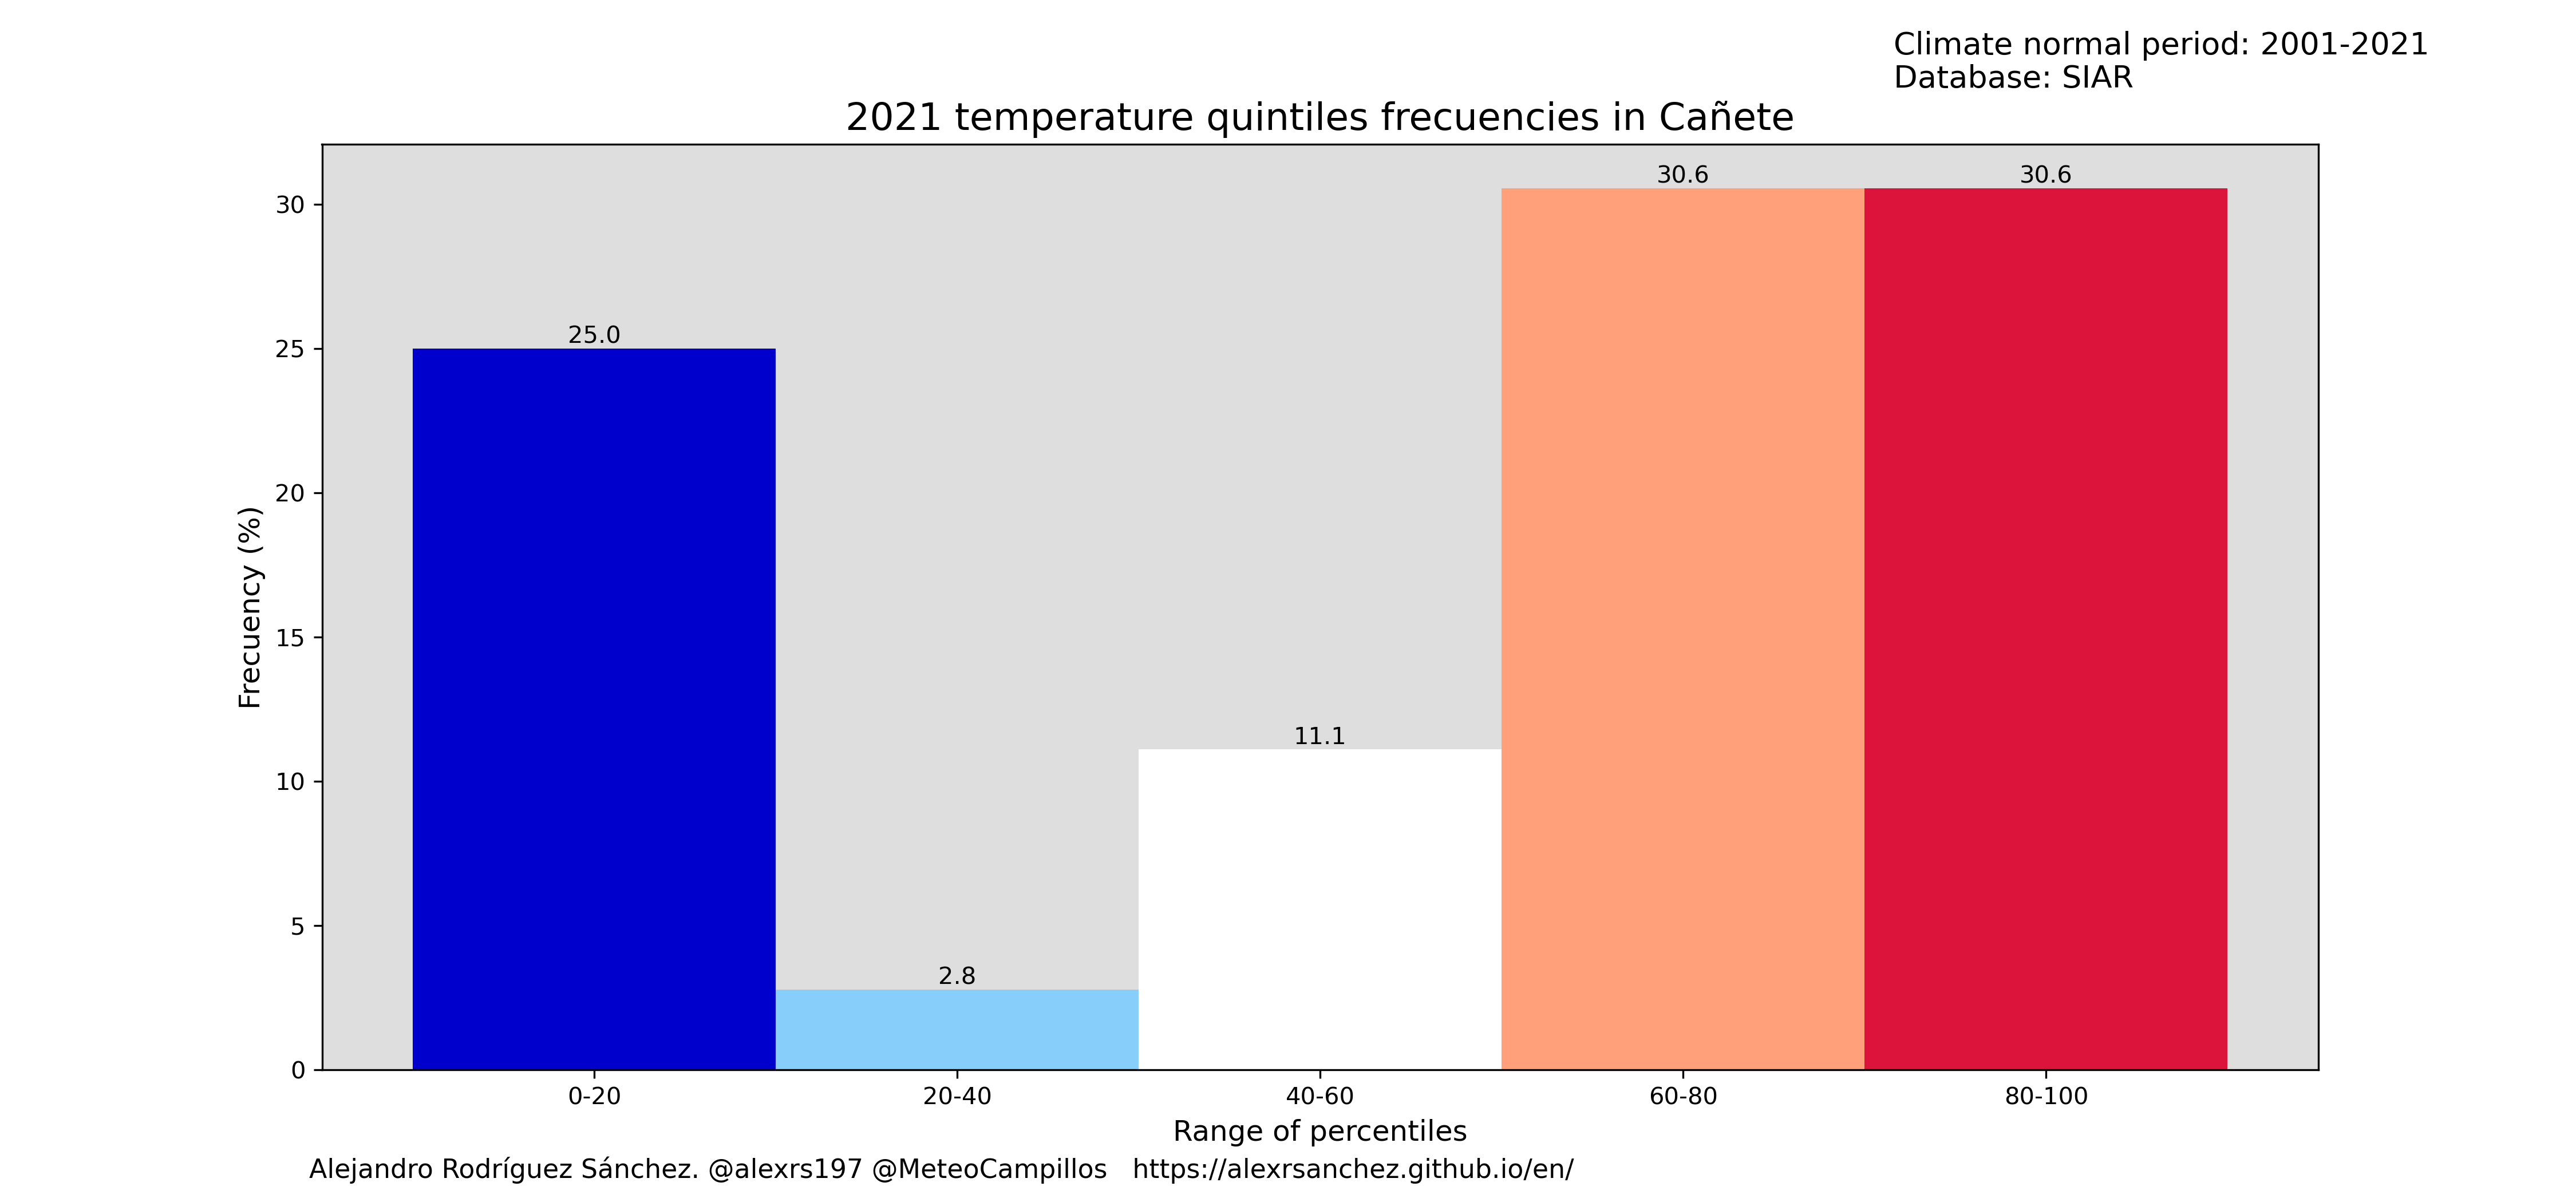 Climate normal period: 2001-2021
Database: SIAR
2021 temperature quintiles frecuencies in Cañete
30.6
30.6
30
25.0
25
20
Frecuency (%)
15
11.1
10
5
2.8
0
0-20
20-40
40-60
60-80
80-100
Range of percentiles
Alejandro Rodríguez Sánchez. @alexrs197 @MeteoCampillos https://alexrsanchez.github.io/en/